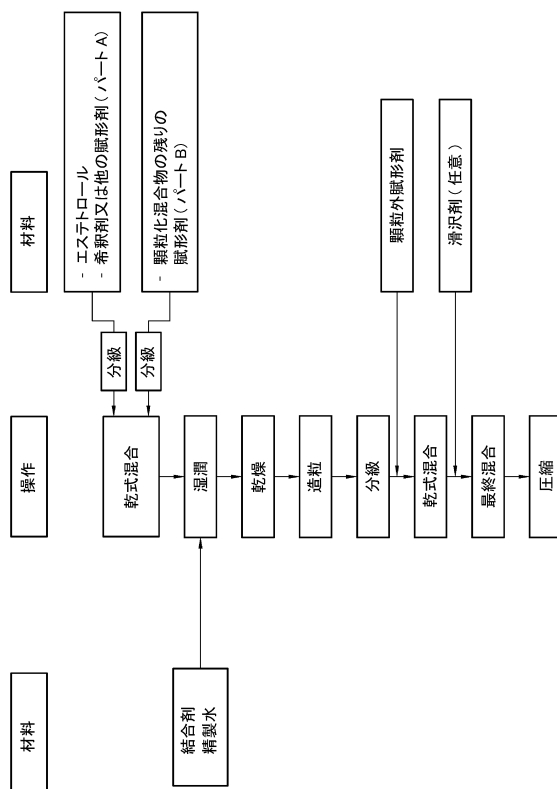 材料
操作
材料
- エステトロール
- 希釈剤又は他の賦形剤(パートA)
- 顆粒化混合物の残りの
賦形剤(パートB)
分級
分級
乾式混合
結合剤
精製水
湿潤
乾燥
造粒
分級
顆粒外賦形剤
乾式混合
滑沢剤(任意)
最終混合
圧縮